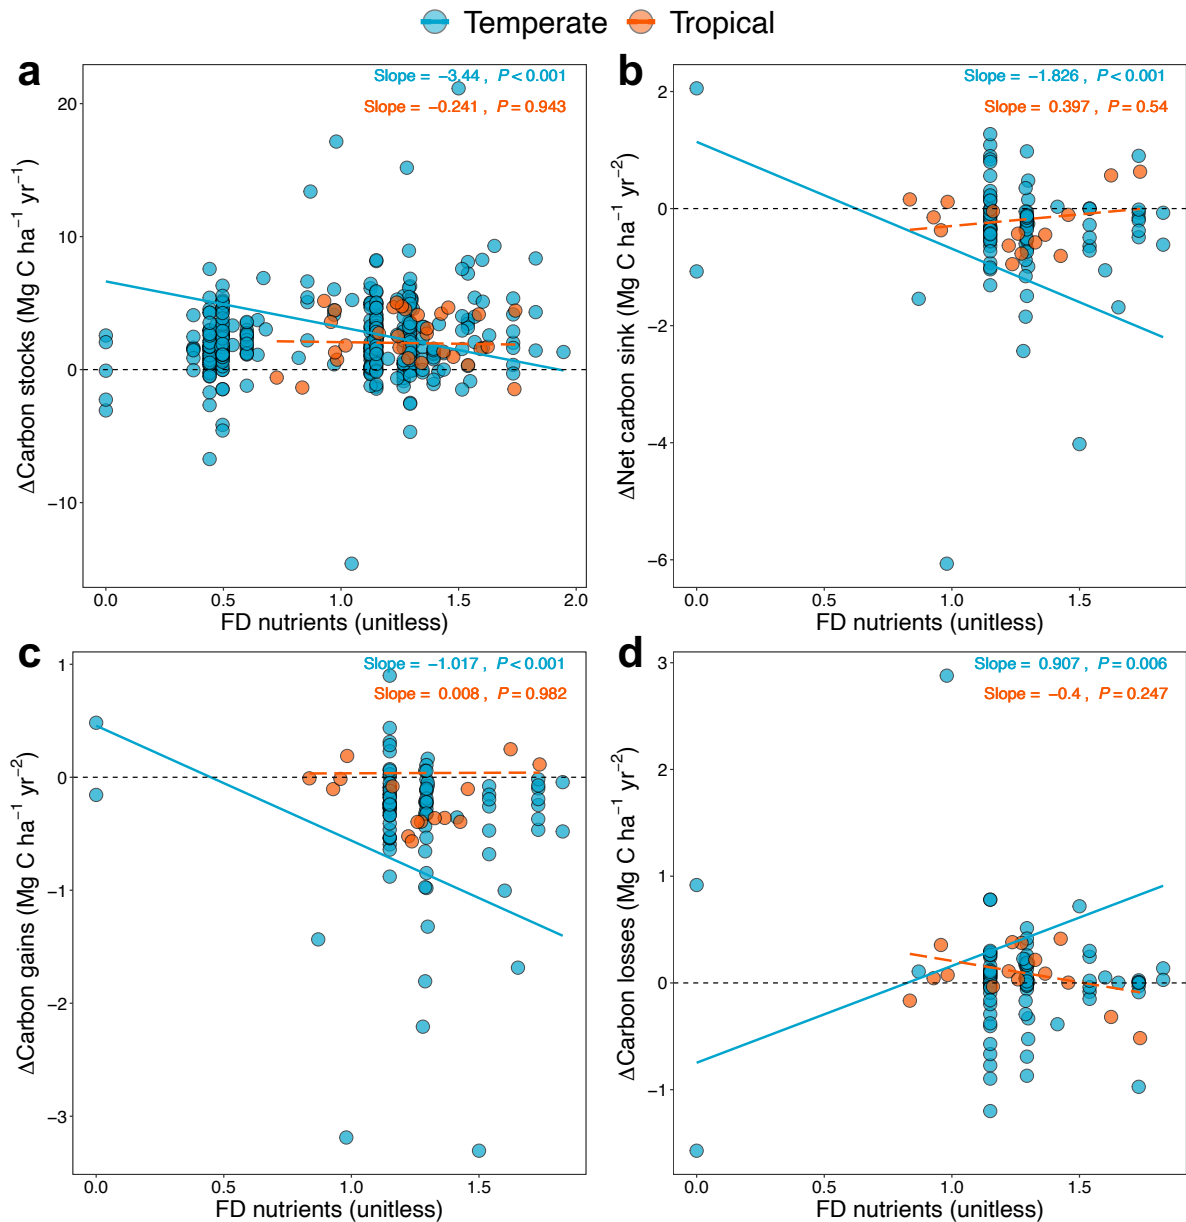 Temperate Tropical
a
Slope = −3.44 , P < 0.001
Slope = −0.241 , P = 0.943
20
10
0
−10
0.0 0.5 1.0 1.5 2.0
FD nutrients (unitless)
ΔCarbon stocks (Mg C ha⁻¹ yr⁻¹)
b
Slope = −1.826 , P < 0.001
Slope = 0.397 , P = 0.54
2
0
−2
−4
−6
0.0 0.5 1.0 1.5
FD nutrients (unitless)
ΔNet carbon sink (Mg C ha⁻¹ yr⁻²)
c
Slope = −1.017 , P < 0.001
Slope = 0.008 , P = 0.982
1
0
−1
−2
−3
0.0 0.5 1.0 1.5
FD nutrients (unitless)
ΔCarbon gains (Mg C ha⁻¹ yr⁻²)
d
Slope = 0.907 , P = 0.006
Slope = −0.4 , P = 0.247
3
2
1
0
−1
0.0 0.5 1.0 1.5
FD nutrients (unitless)
ΔCarbon losses (Mg C ha⁻¹ yr⁻²)